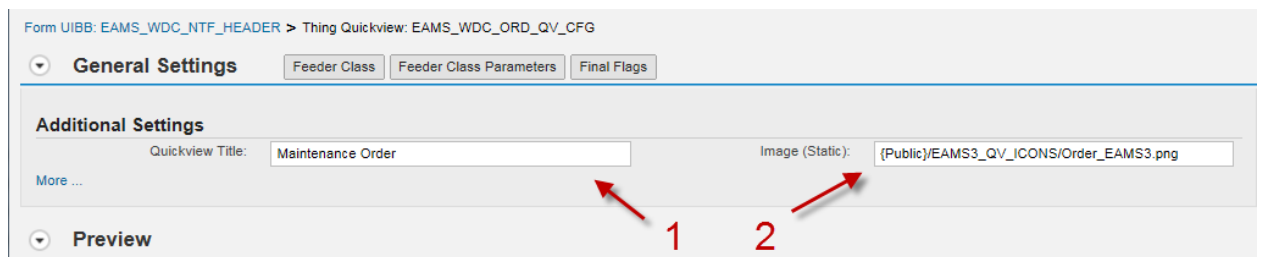 Form UIBB: EAMS_WDC_NTF_HEADER > Thing Quickview: EAMS_WDC_ORD_QV_CFG
General Settings Feeder Class Feeder Class Parameters Final Flags
Additional Settings
Quickview Title: Maintenance Order Image (Static): {Public}/EAMS3_QV_ICONS/Order_EAMS3.png
More ...
1 2
Preview